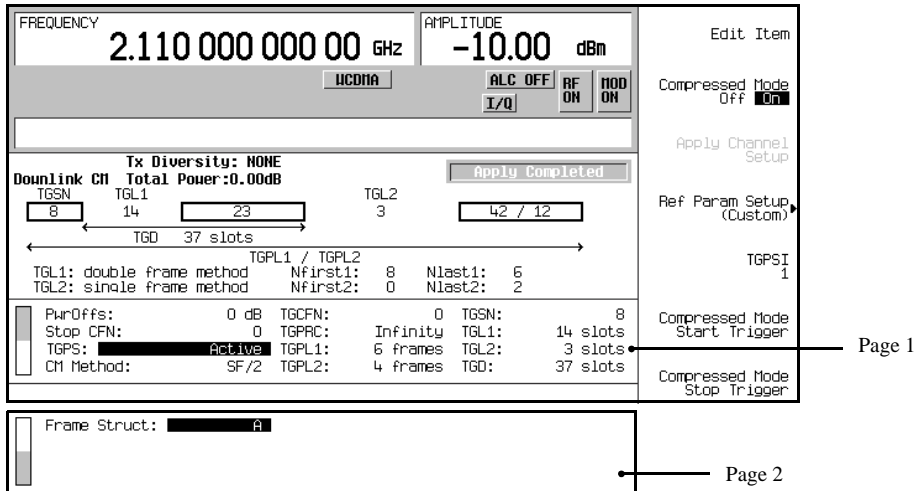 FREQUENCY
2.110 000 000 00 GHz
AMPLITUDE
-10.00 dBm
WCDMA
ALC OFF
I/Q
RF ON
MOD ON
Tx Diversity: NONE
Downlink CM Total Power:0.00dB
Apply Completed
TGSN TGL1 TGL2
8 14 23 3 42 / 12
TGD 37 slots
TGPL1 / TGPL2
TGL1: double frame method Nfirst1: 8 Nlast1: 6
TGL2: single frame method Nfirst2: 0 Nlast2: 2
PwrOffs: 0 dB TGCFN: 0 TGSN: 8
Stop CFN: 0 TGPRC: Infinity TGL1: 14 slots
TGPS: Active TGPL1: 6 frames TGL2: 3 slots
CM Method: SF/2 TGPL2: 4 frames TGD: 37 slots
Edit Item
Compressed Mode
Off On
Apply Channel
Setup
Ref Param Setup
(Custom)
TGPSI
1
Compressed Mode
Start Trigger
Compressed Mode
Stop Trigger
Page 1
Frame Struct: A
Page 2